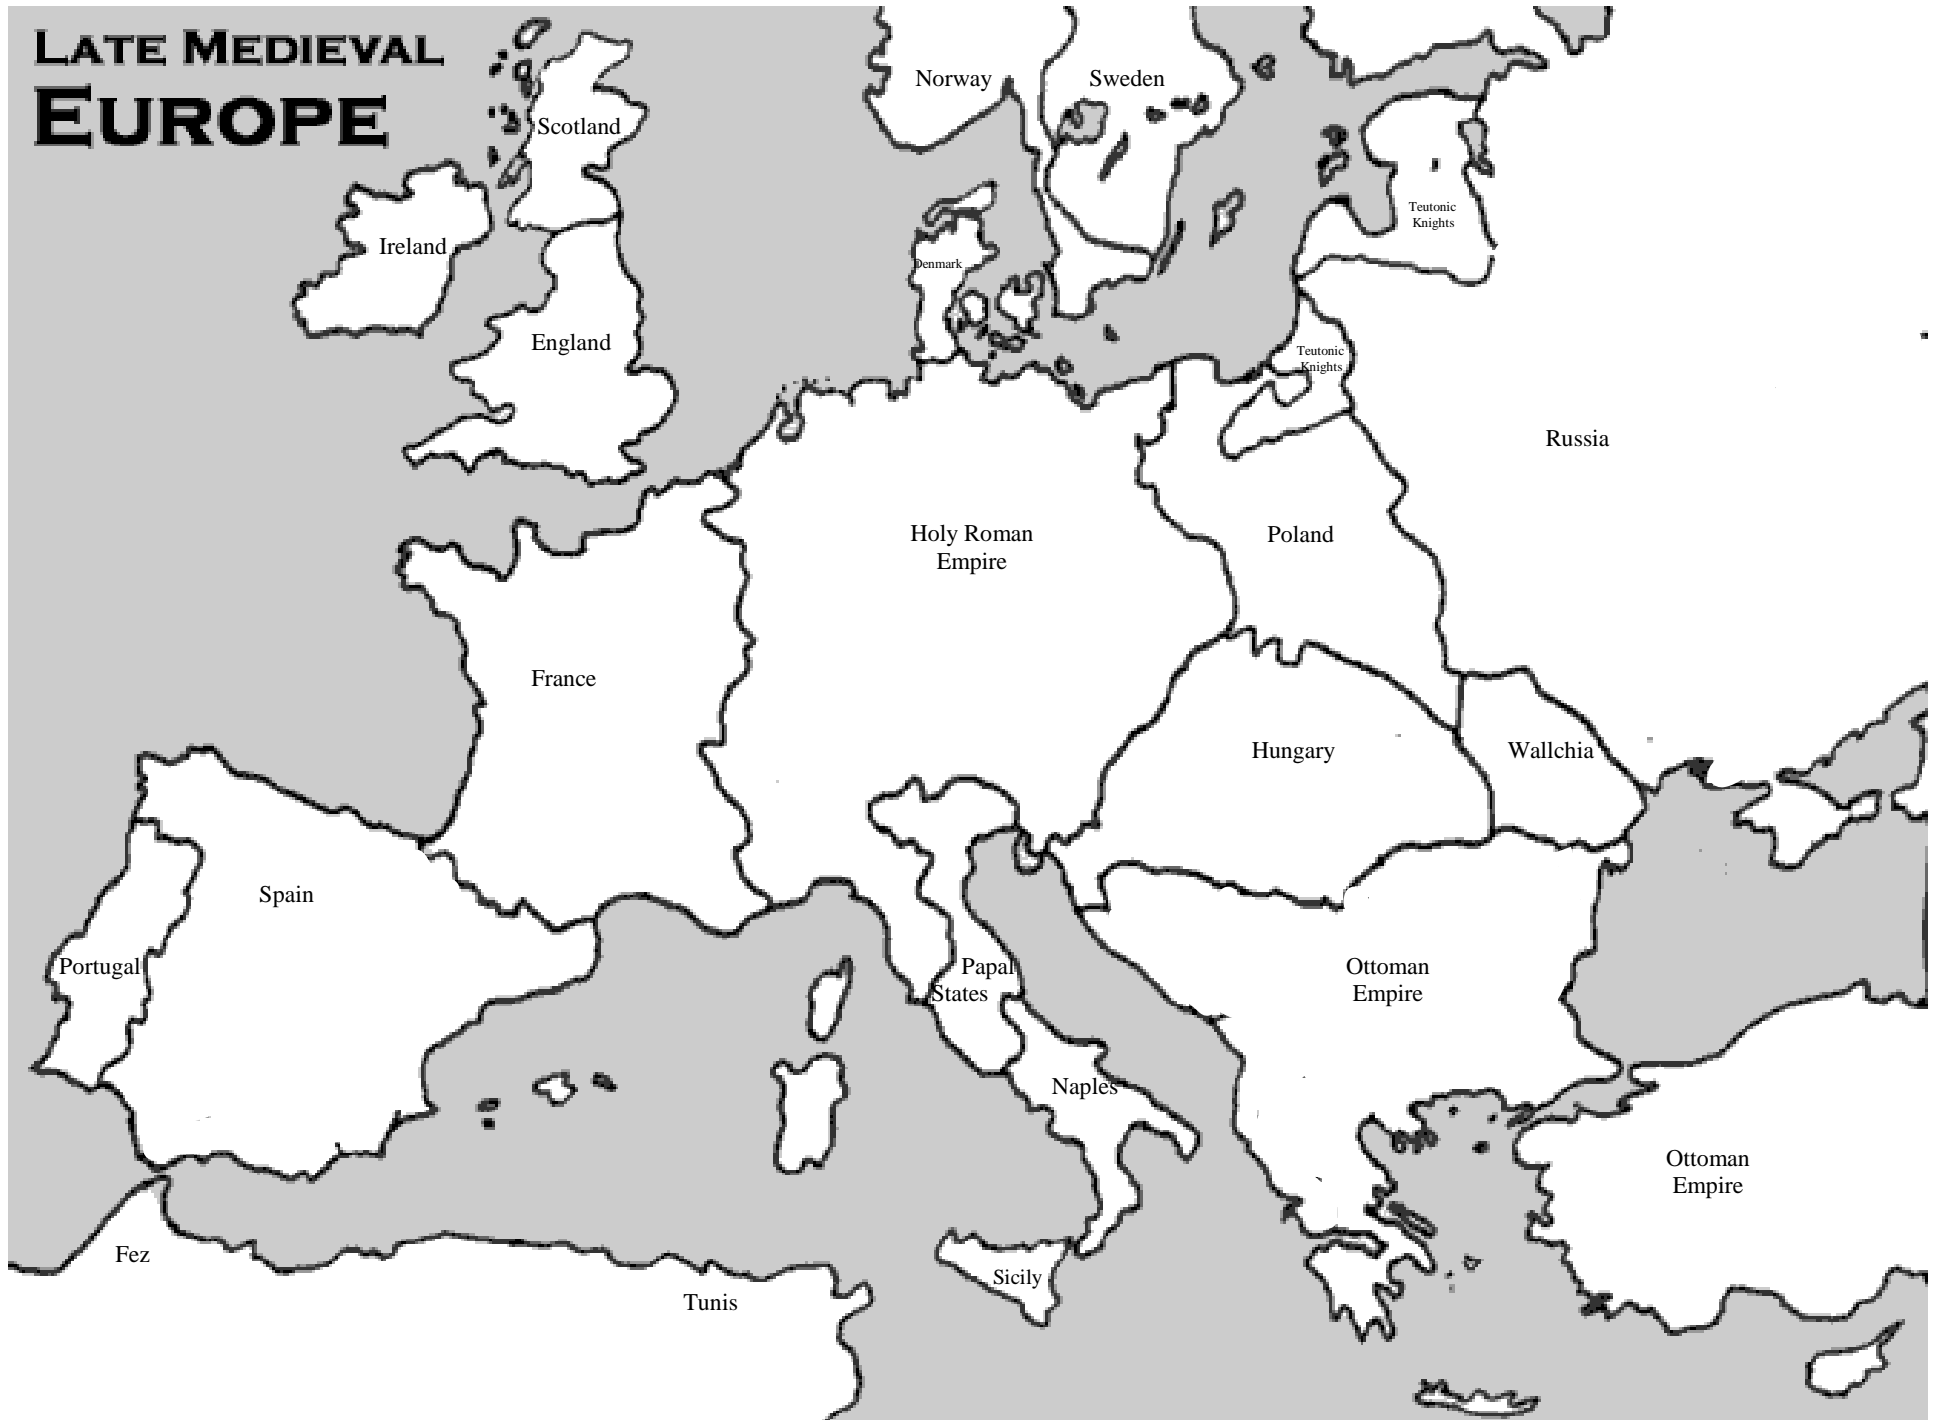 LATE MEDIEVAL
EUROPE
Norway
Sweden
Scotland
Teutonic
Knights
Ireland
Denmark
England
Teutonic
Knights
Russia
Holy Roman
Empire
Poland
France
Hungary
Wallchia
Spain
Portugal
Papal
States
Ottoman
Empire
Naples
Ottoman
Empire
Fez
Sicily
Tunis